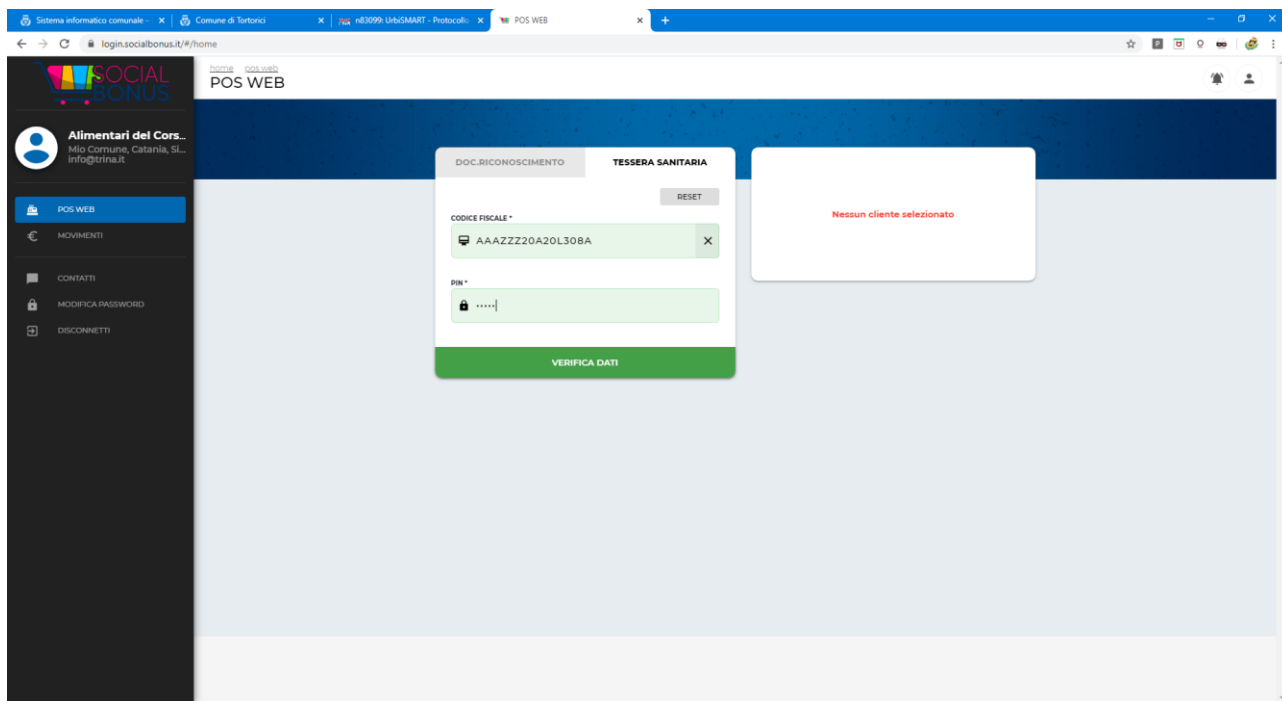 Sistema informatico comunale -
Comune di Tortorici
n83099: UrbiSMART - Protocollo
POS WEB
login.socialbonus.it/#/home
SOCIAL
BONUS
home pos web
POS WEB
Alimentari del Cors...
Mio Comune, Catania, Si...
info@trina.it
POS WEB
MOVIMENTI
CONTATTI
MODIFICA PASSWORD
DISCONNETTI
DOC.RICONOSCIMENTO
TESSERA SANITARIA
RESET
CODICE FISCALE *
AAAZZZ20A20L308A
PIN *
·····
VERIFICA DATI
Nessun cliente selezionato